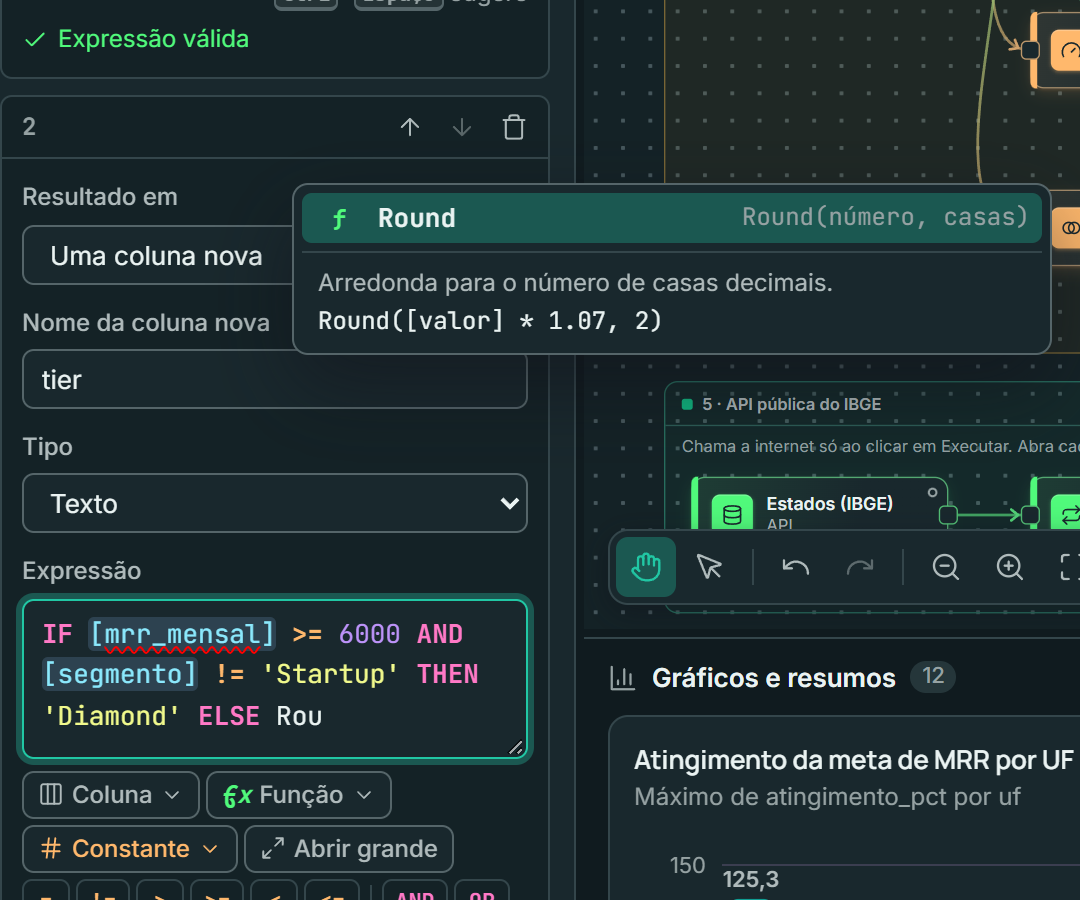 Expressão válida
2
Resultado em
Uma coluna nova
Nome da coluna nova
tier
Tipo
Texto
Expressão
IF [mrr_mensal] >= 6000 AND
[segmento] != 'Startup' THEN
'Diamond' ELSE Rou
Coluna
fx Função
# Constante
Abrir grande
ƒ Round Round(número, casas)
Arredonda para o número de casas decimais.
Round([valor] * 1.07, 2)
5 · API pública do IBGE
Chama a internet só ao clicar em Executar. Abra
Estados (IBGE)
API
Gráficos e resumos 12
Atingimento da meta de MRR por UF
Máximo de atingimento_pct por uf
150
125,3